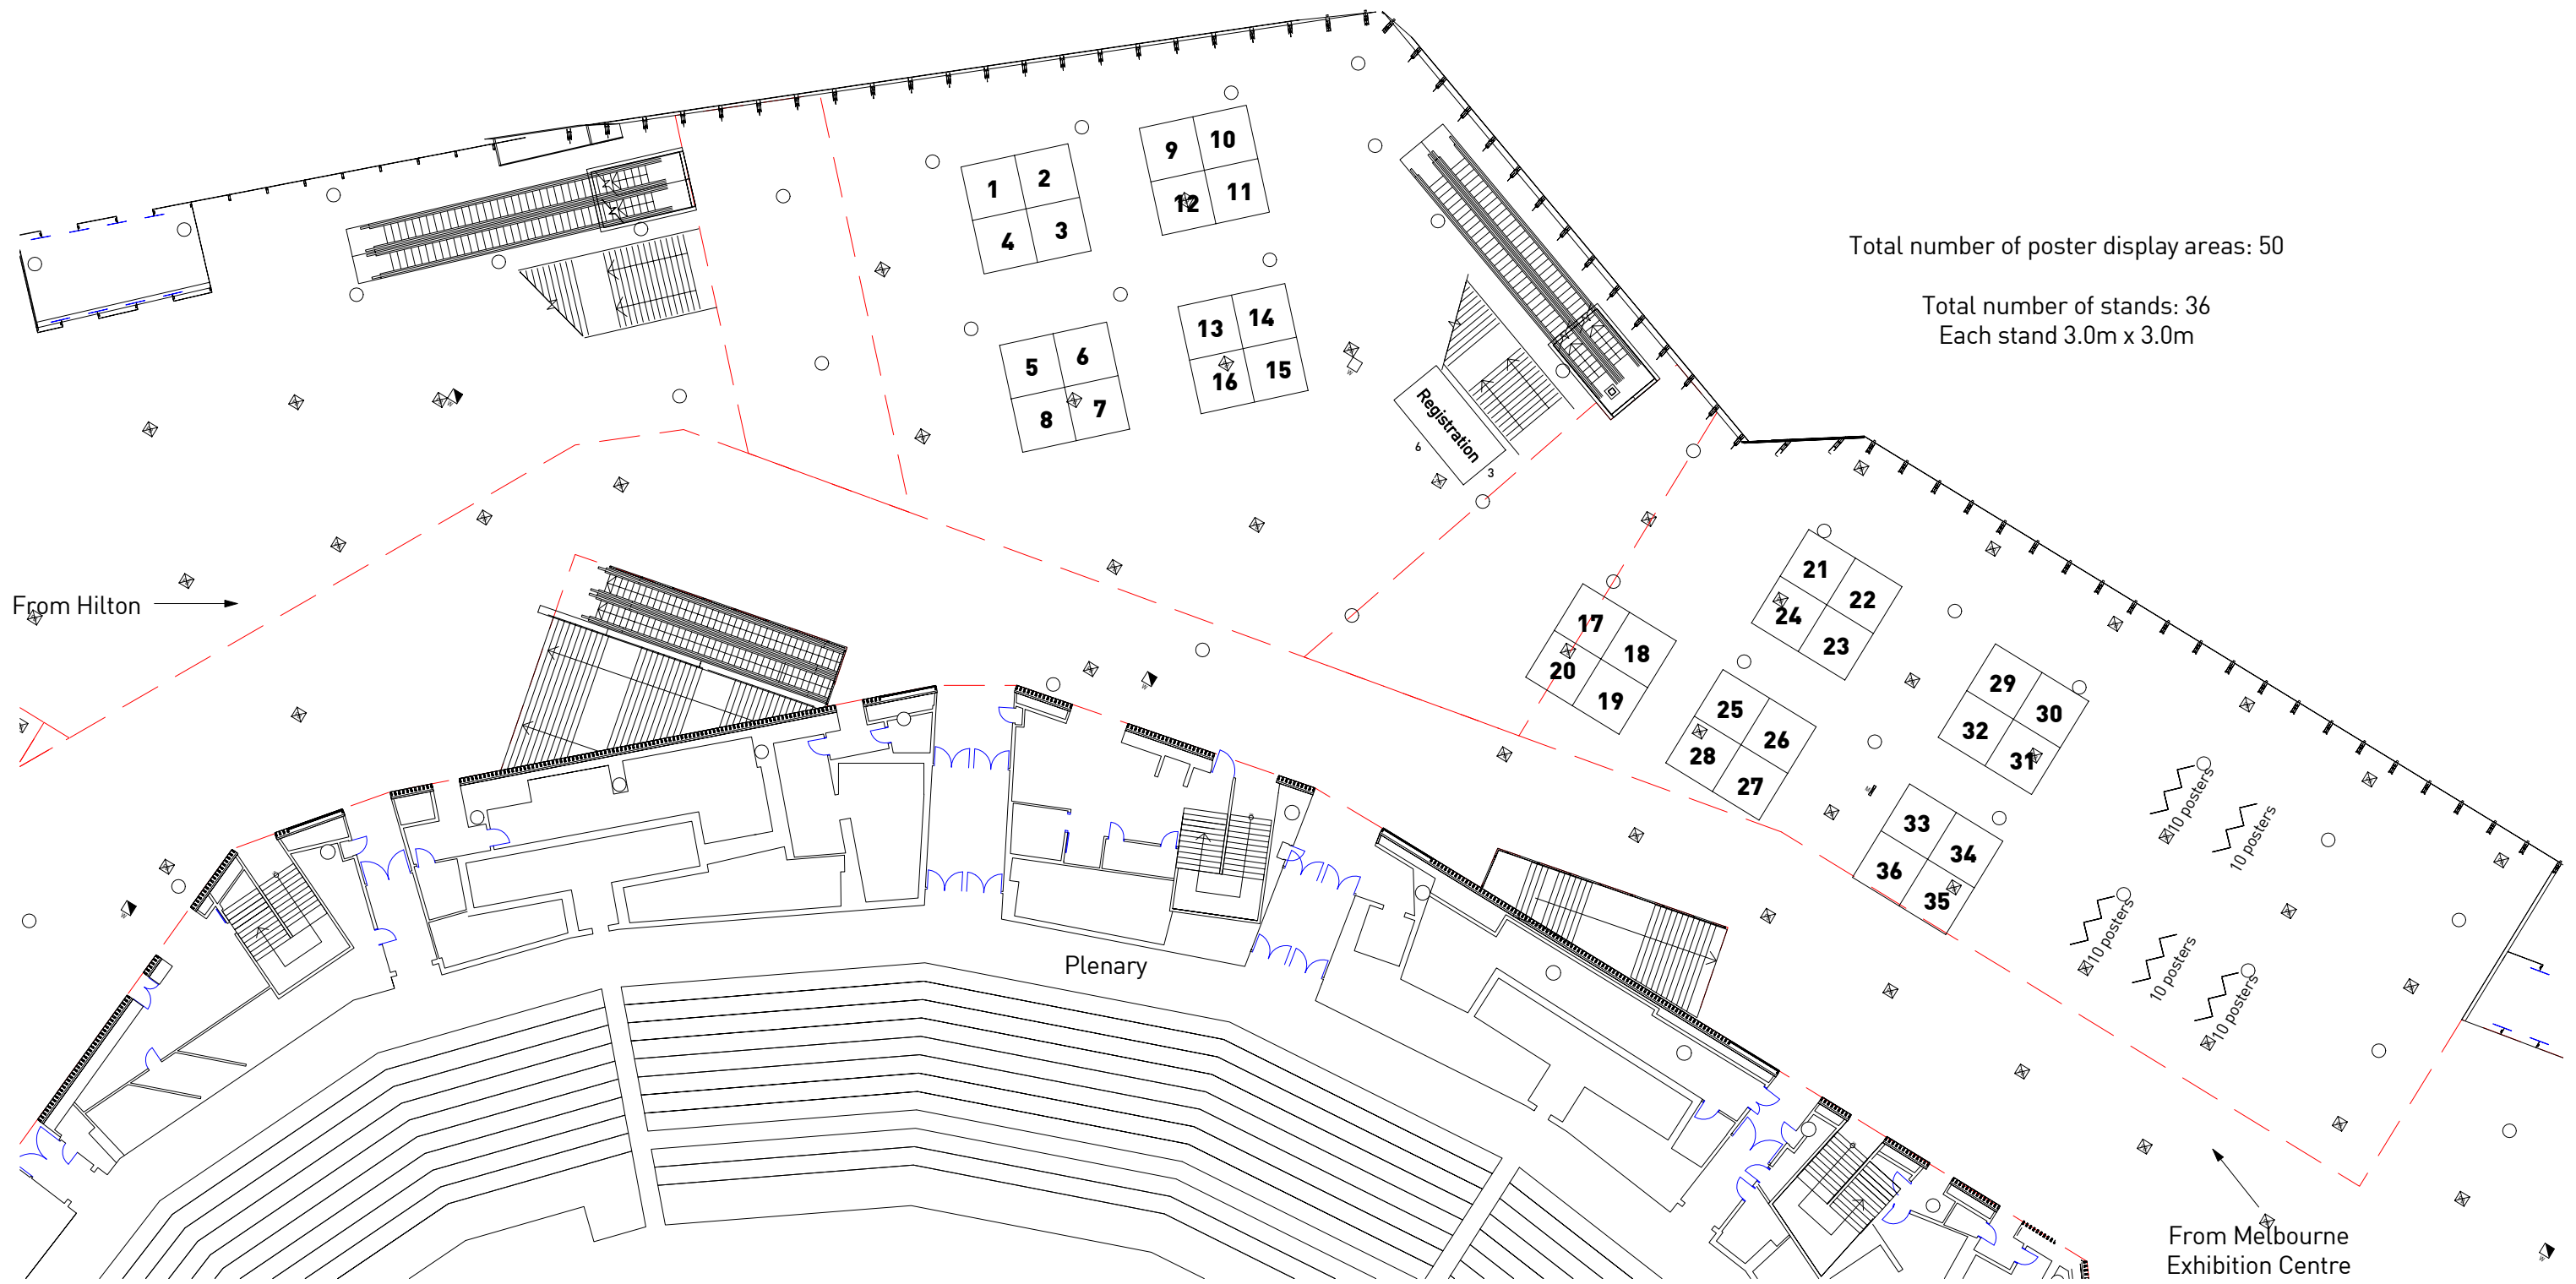 9
10
1
2
12
11
4
3
Total number of poster display areas: 50
Total number of stands: 36
Each stand 3.0m x 3.0m
13
14
5
6
16
15
8
7
Registration
6
3
From Hilton
21
22
24
23
17
18
20
19
25
26
28
27
29
30
32
31
33
34
36
35
10 posters
10 posters
10 posters
10 posters
10 posters
Plenary
From Melbourne
Exhibition Centre